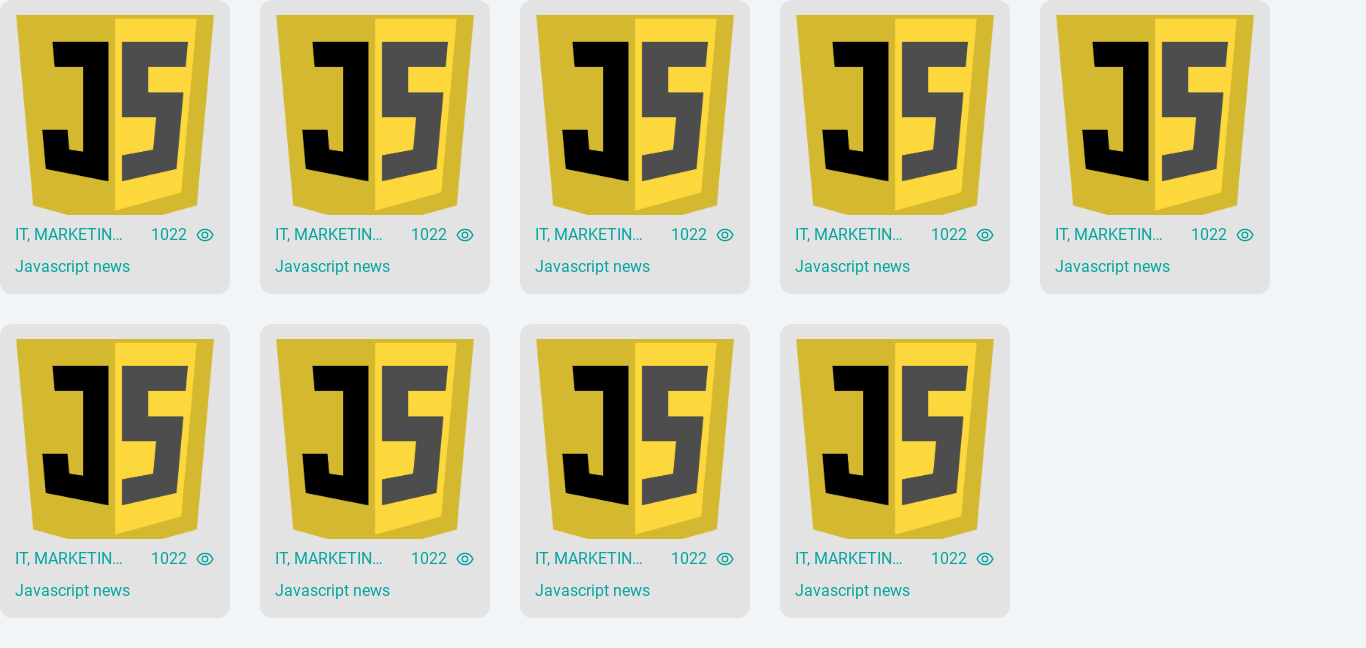 JS JS JS JS JS
IT, MARKETIN... 1022 IT, MARKETIN... 1022 IT, MARKETIN... 1022 IT, MARKETIN... 1022 IT, MARKETIN... 1022
Javascript news Javascript news Javascript news Javascript news Javascript news
JS JS JS JS
IT, MARKETIN... 1022 IT, MARKETIN... 1022 IT, MARKETIN... 1022 IT, MARKETIN... 1022
Javascript news Javascript news Javascript news Javascript news